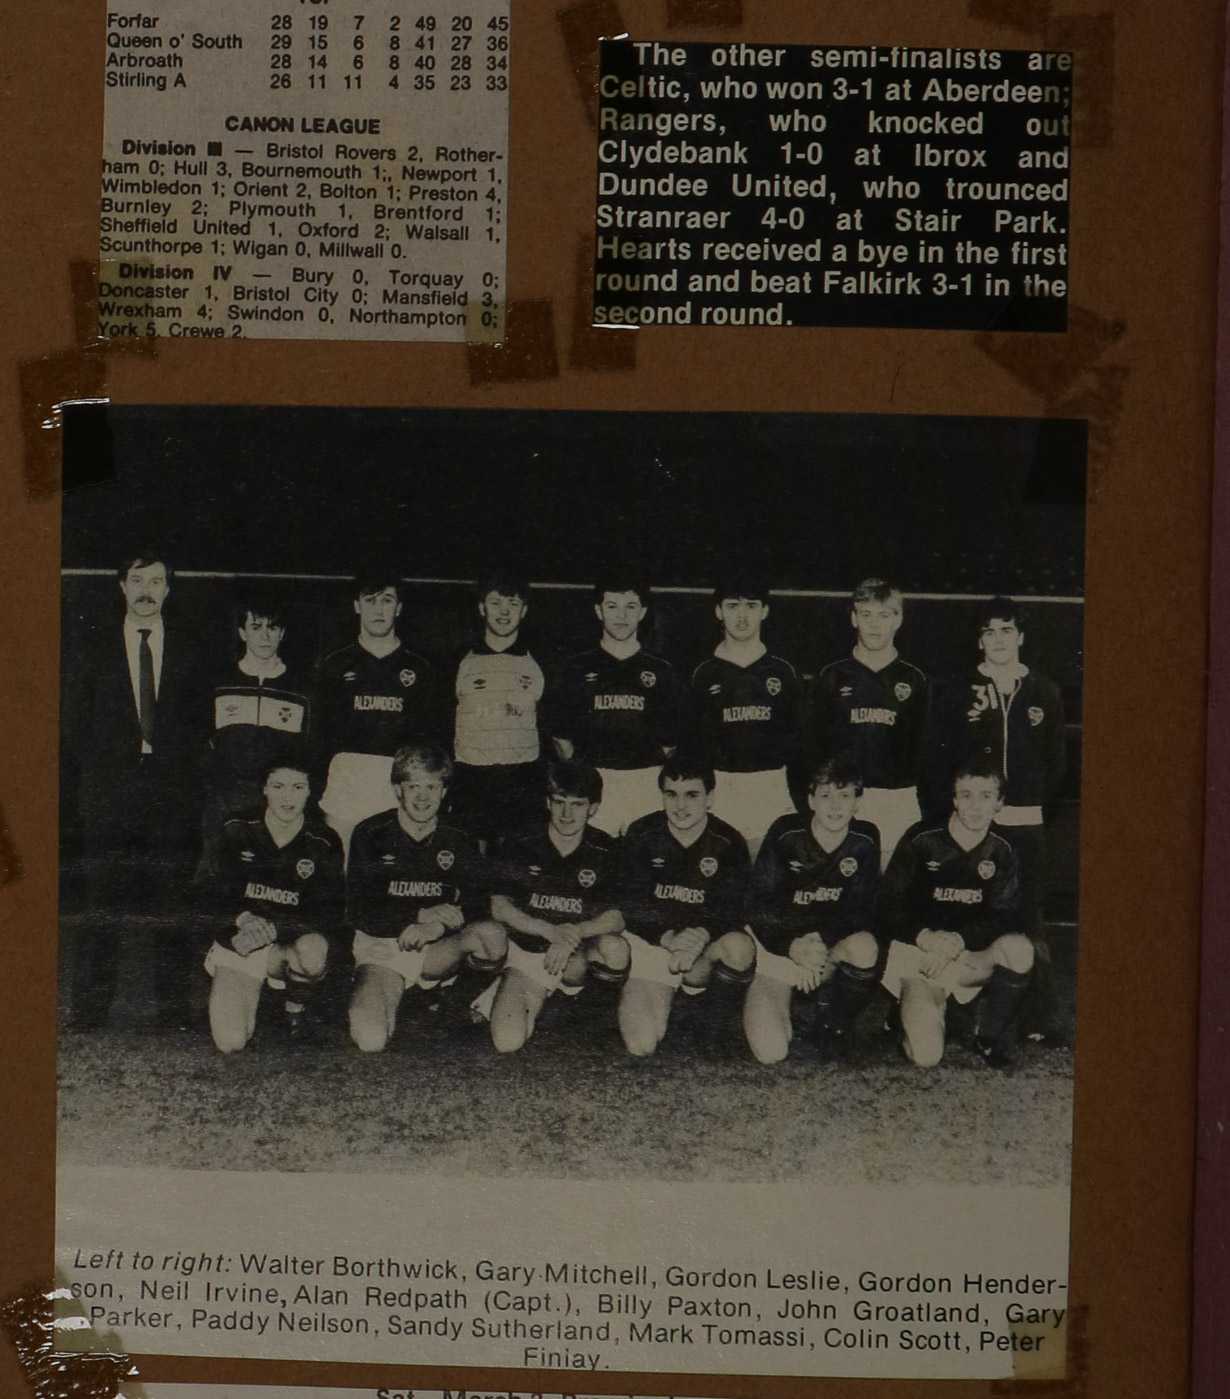 Forfar 28 19 7 2 49 20 45
Queen o' South 29 15 6 8 41 27 36
Arbroath 28 14 6 8 40 28 34
Stirling A 26 11 11 4 35 23 33
CANON LEAGUE
Division III — Bristol Rovers 2, Rother-
ham 0; Hull 3, Bournemouth 1;, Newport 1,
Wimbledon 1; Orient 2, Bolton 1; Preston 4,
Burnley 2; Plymouth 1, Brentford 1;
Sheffield United 1, Oxford 2; Walsall 1,
Scunthorpe 1; Wigan 0, Millwall 0.
Division IV — Bury 0, Torquay 0;
Doncaster 1, Bristol City 0; Mansfield 3,
Wrexham 4; Swindon 0, Northampton 0;
York 5, Crewe 2.
The other semi-finalists are
Celtic, who won 3-1 at Aberdeen;
Rangers, who knocked out
Clydebank 1-0 at Ibrox and
Dundee United, who trounced
Stranraer 4-0 at Stair Park.
Hearts received a bye in the first
round and beat Falkirk 3-1 in the
second round.
ALEXANDERS
ALEXANDERS
ALEXANDERS
ALEXANDERS
31
ALEXANDERS
ALEXANDERS
ALEXANDERS
ALEXANDERS
ALEXANDERS
ALEXANDERS
Left to right: Walter Borthwick, Gary Mitchell, Gordon Leslie, Gordon Hender-
son, Neil Irvine, Alan Redpath (Capt.), Billy Paxton, John Groatland, Gary
Parker, Paddy Neilson, Sandy Sutherland, Mark Tomassi, Colin Scott, Peter
Finiay.
Sat., March 3,